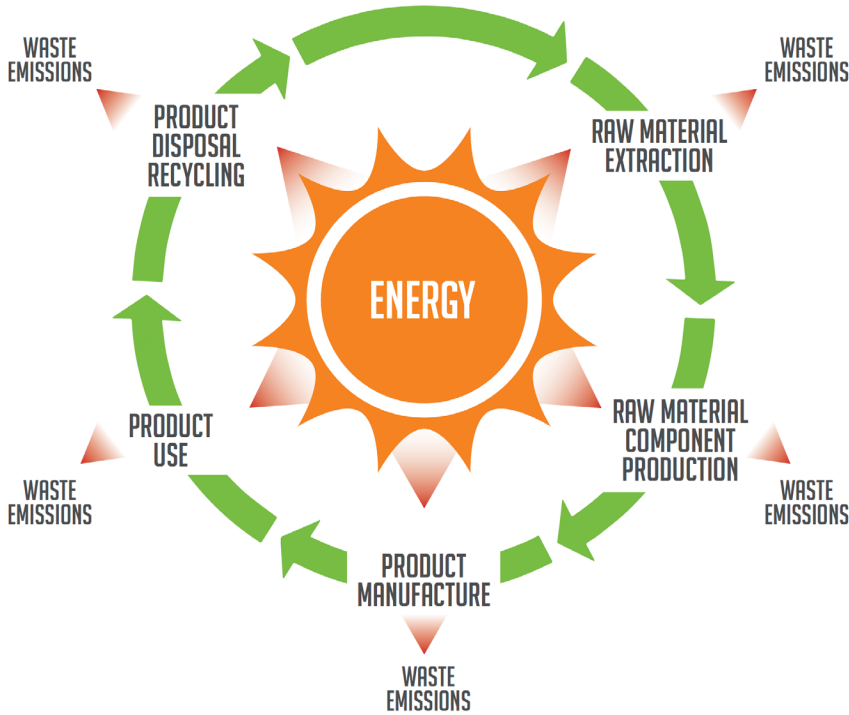 WASTE
EMISSIONS
WASTE
EMISSIONS
PRODUCT
DISPOSAL
RECYCLING
RAW MATERIAL
EXTRACTION
ENERGY
PRODUCT
USE
RAW MATERIAL
COMPONENT
PRODUCTION
WASTE
EMISSIONS
WASTE
EMISSIONS
PRODUCT
MANUFACTURE
WASTE
EMISSIONS